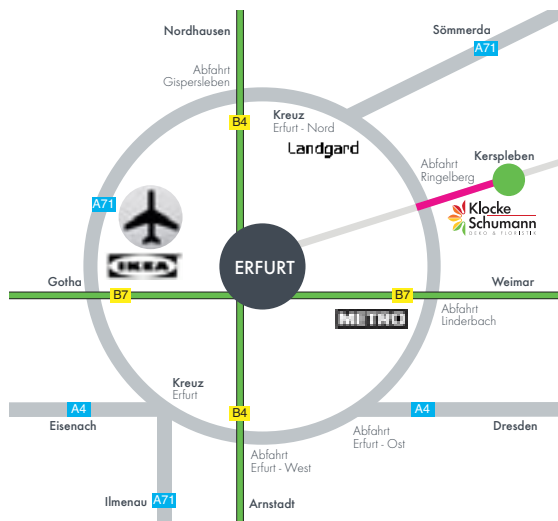 Nordhausen
Sömmerda
A71
Abfahrt
Gispersleben
B4
Kreuz
Erfurt - Nord
Landgard
Abfahrt
Ringelberg
Kerspleben
A71
Klocke
Schumann
DEKO & FLORISTIK
IKEA
ERFURT
Gotha
B7
B7
Weimar
METRO
Abfahrt
Linderbach
Kreuz
Erfurt
A4
Eisenach
B4
A4
Abfahrt
Erfurt - Ost
Dresden
Abfahrt
Erfurt - West
Ilmenau
A71
Arnstadt